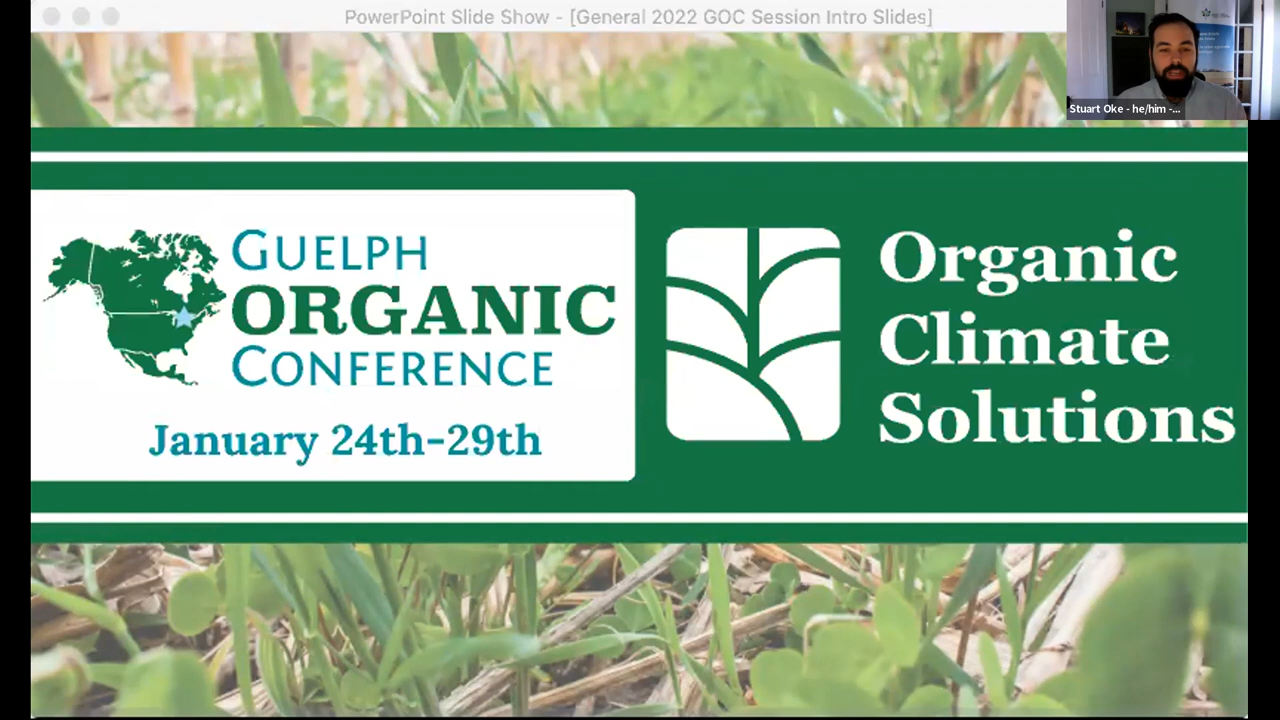 PowerPoint Slide Show - [General 2022 GOC Session Intro Slides]
Stuart Oke - he/him -...
GUELPH
ORGANIC
CONFERENCE
January 24th-29th
Organic
Climate
Solutions